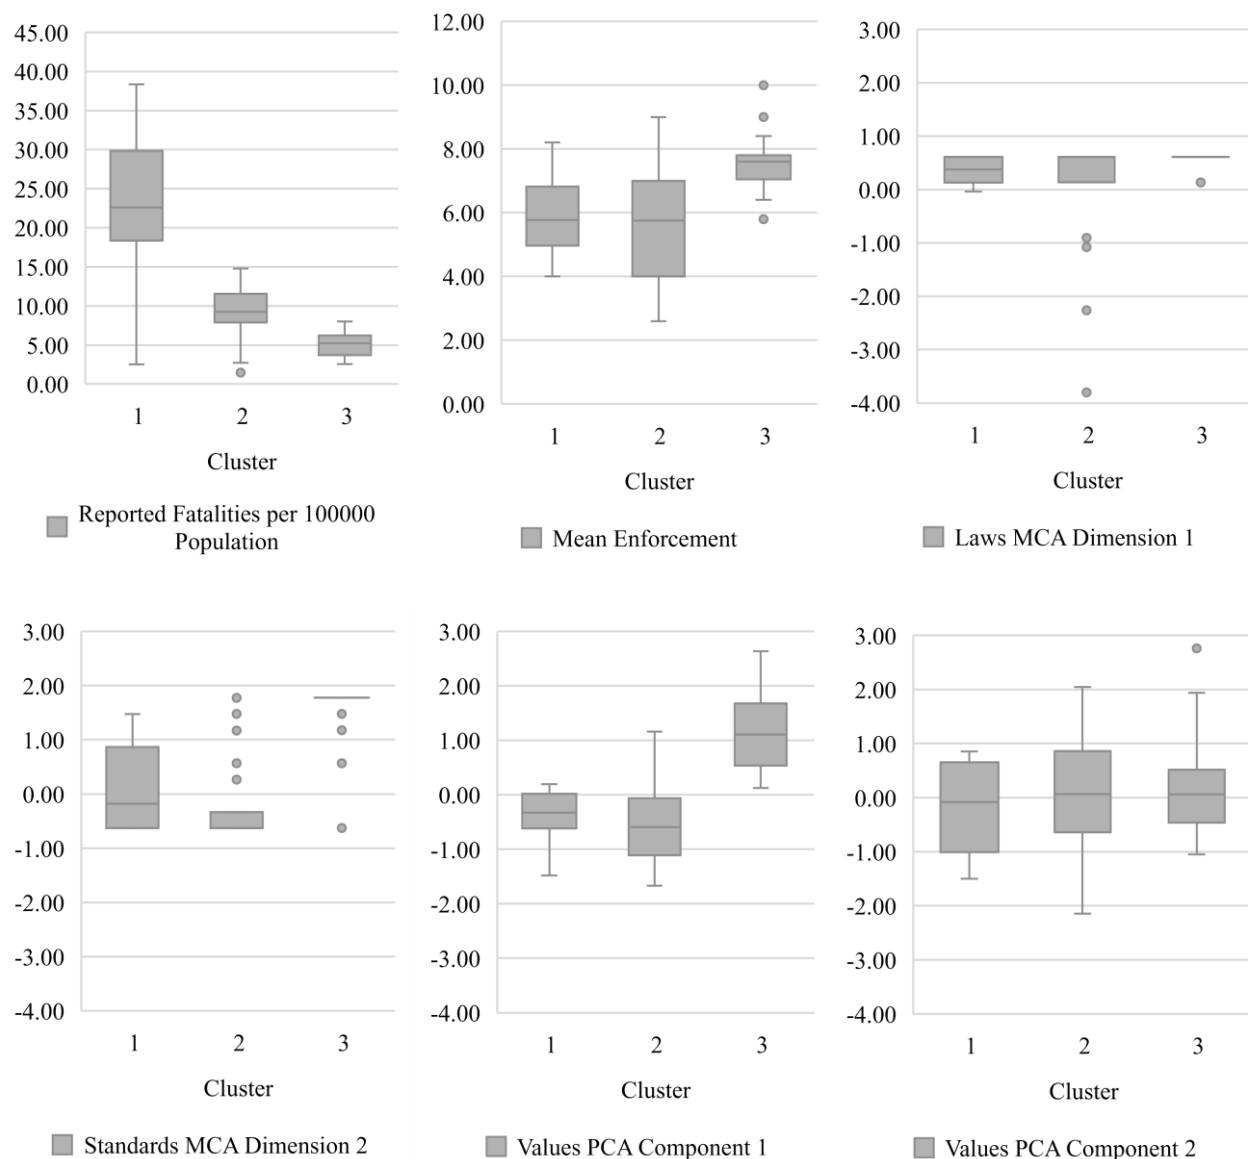 45.00
40.00
35.00
30.00
25.00
20.00
15.00
10.00
5.00
0.00
1 2 3
Cluster
Reported Fatalities per 100000
Population
12.00
10.00
8.00
6.00
4.00
2.00
0.00
1 2 3
Cluster
Mean Enforcement
3.00
2.00
1.00
0.00
-1.00
-2.00
-3.00
-4.00
1 2 3
Cluster
Laws MCA Dimension 1
3.00
2.00
1.00
0.00
-1.00
-2.00
-3.00
-4.00
1 2 3
Cluster
Standards MCA Dimension 2
3.00
2.00
1.00
0.00
-1.00
-2.00
-3.00
-4.00
1 2 3
Cluster
Values PCA Component 1
3.00
2.00
1.00
0.00
-1.00
-2.00
-3.00
-4.00
1 2 3
Cluster
Values PCA Component 2